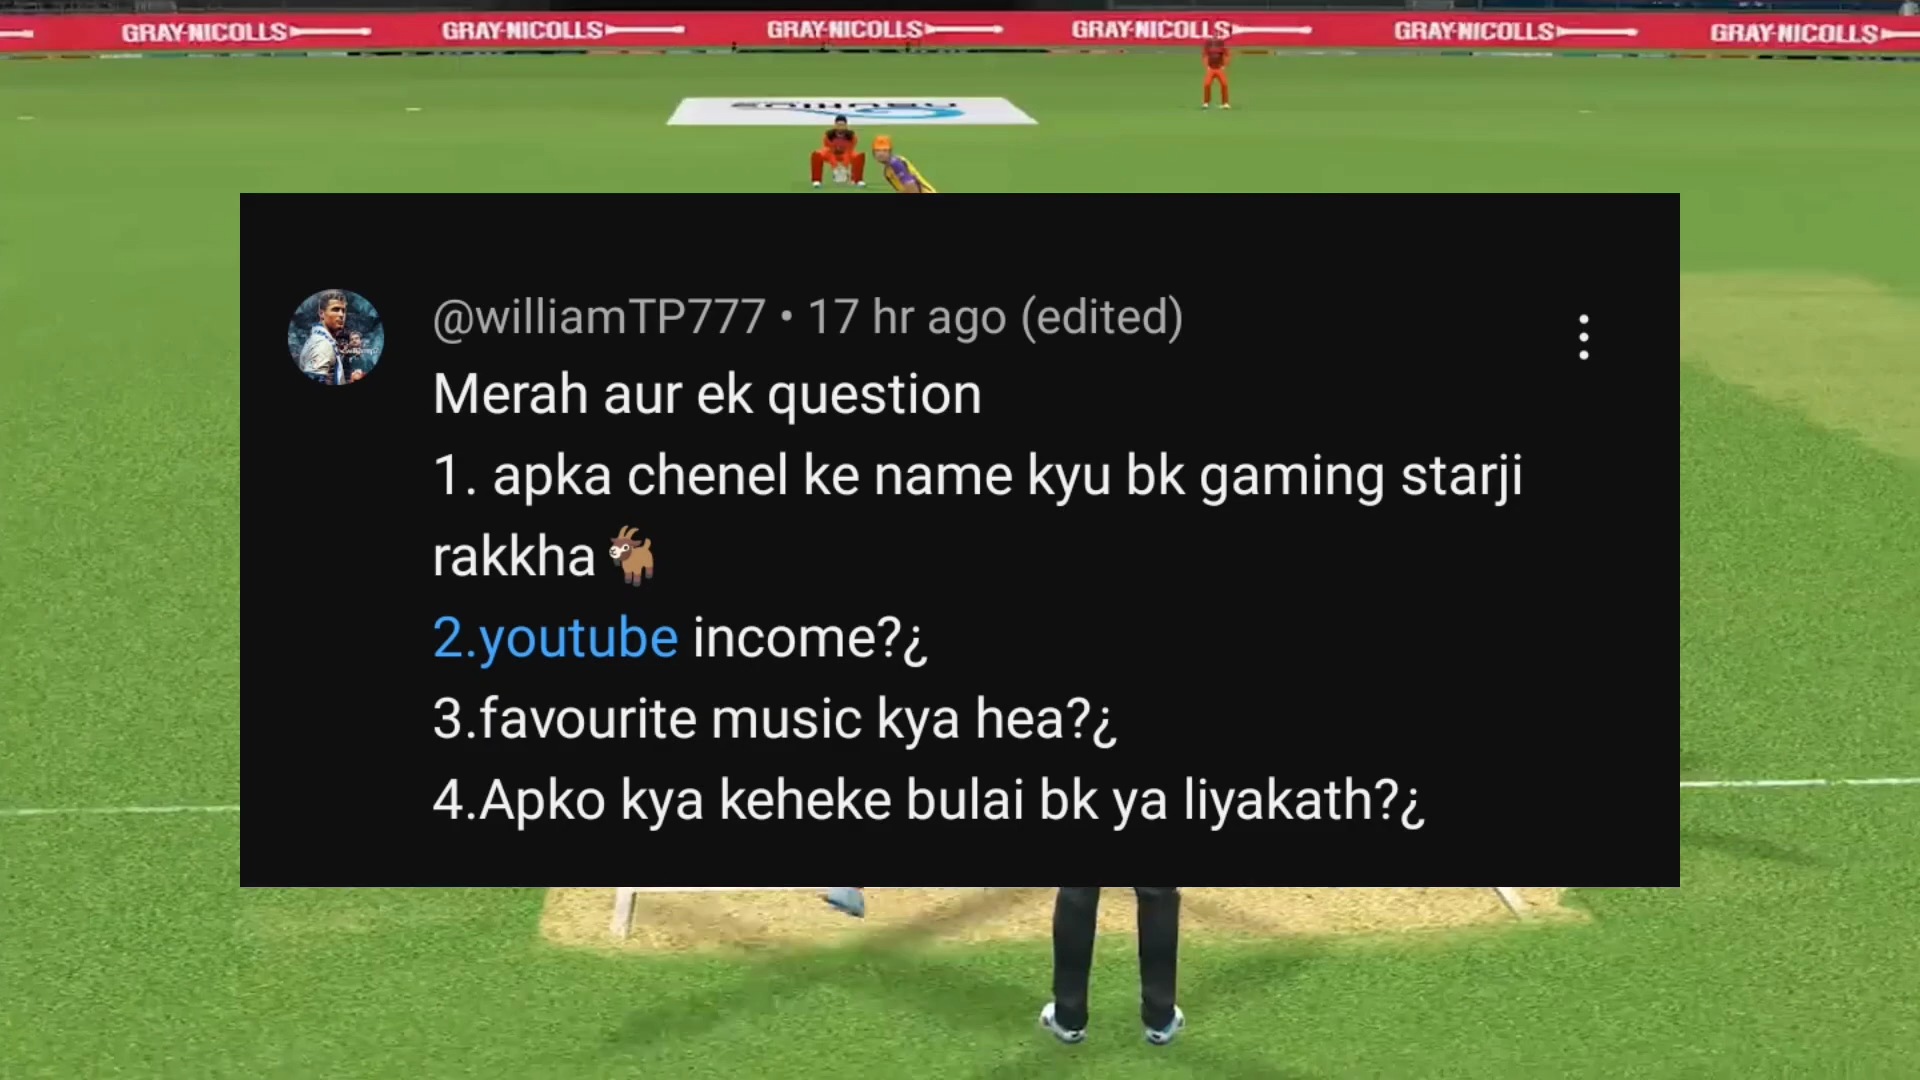 GRAY-NICOLLS GRAY-NICOLLS GRAY-NICOLLS GRAY-NICOLLS GRAY-NICOLLS GRAY-NICOLLS
@williamTP777 • 17 hr ago (edited)
Merah aur ek question
1. apka chenel ke name kyu bk gaming starji
rakkha🐐
2.youtube income?¿
3.favourite music kya hea?¿
4.Apko kya keheke bulai bk ya liyakath?¿